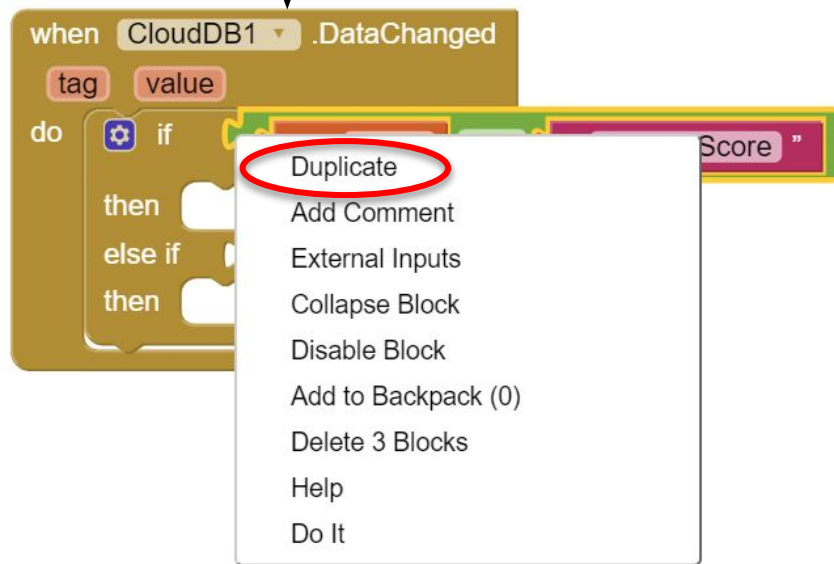 when CloudDB1 .DataChanged
tag value
do if Score "
then
else if
then
Duplicate
Add Comment
External Inputs
Collapse Block
Disable Block
Add to Backpack (0)
Delete 3 Blocks
Help
Do It